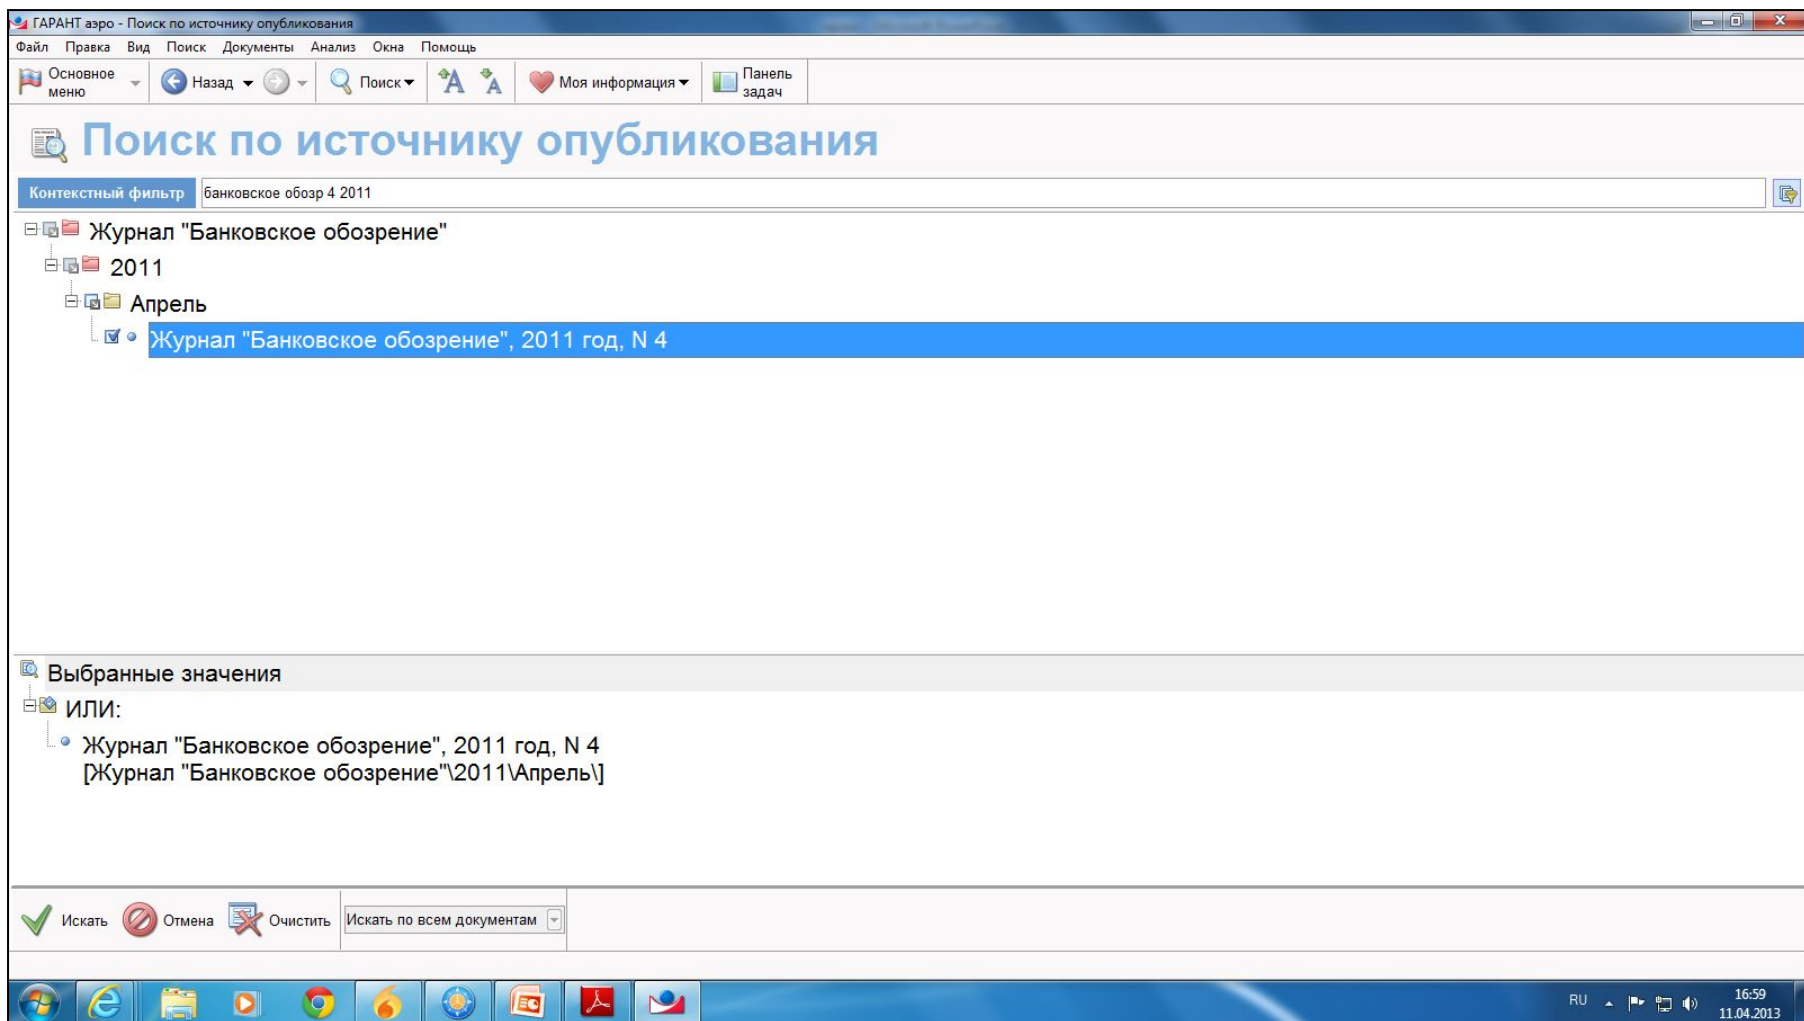 ГАРАНТ аэро - Поиск по источнику опубликования
Файл Правка Вид Поиск Документы Анализ Окна Помощь
Основное меню Назад Поиск Моя информация Панель задач
Поиск по источнику опубликования
Контекстный фильтр банковское обозр 4 2011
Журнал "Банковское обозрение"
2011
Апрель
Журнал "Банковское обозрение", 2011 год, N 4
Выбранные значения
ИЛИ:
Журнал "Банковское обозрение", 2011 год, N 4
[Журнал "Банковское обозрение"\2011\Апрель\]
Искать Отмена Очистить Искать по всем документам
RU 16:59
11.04.2013